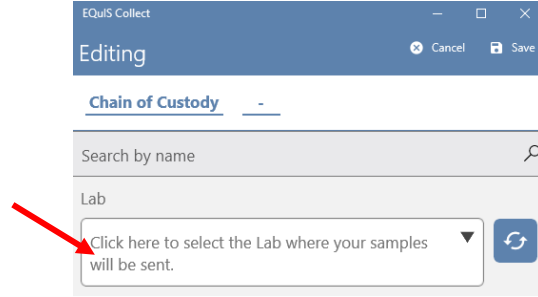 EQuIS Collect
Editing
Cancel
Save
Chain of Custody -
Search by name
Lab
Click here to select the Lab where your samples
will be sent.